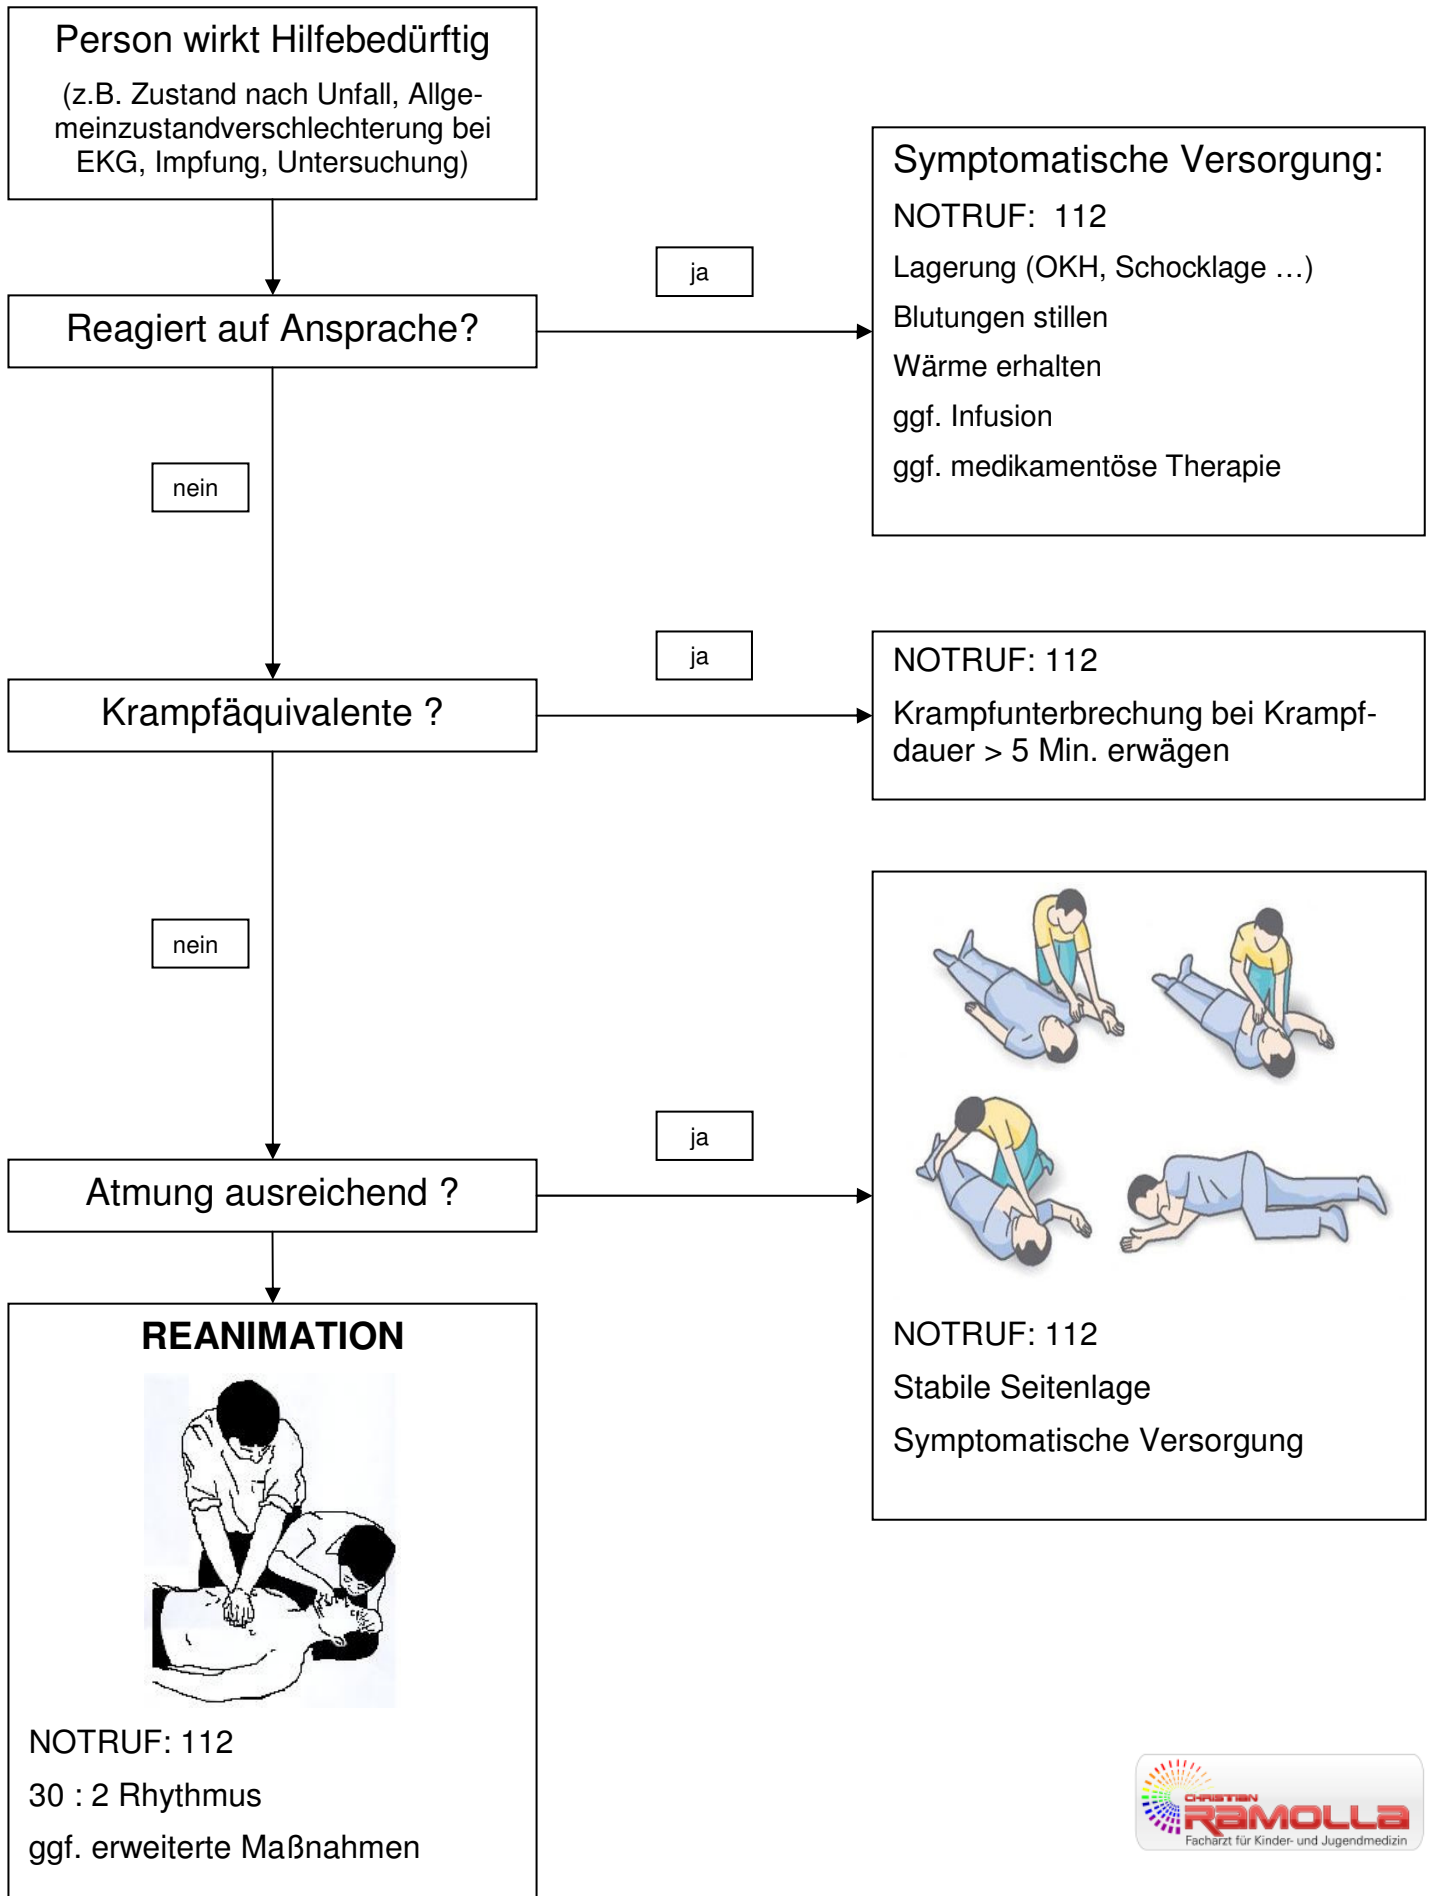 Person wirkt Hilfebedürftig
(z.B. Zustand nach Unfall, Allge-
meinzustandverschlechterung bei
EKG, Impfung, Untersuchung)
ja
Symptomatische Versorgung:
NOTRUF: 112
Lagerung (OKH, Schocklage …)
Blutungen stillen
Wärme erhalten
ggf. Infusion
ggf. medikamentöse Therapie
Reagiert auf Ansprache?
nein
ja
NOTRUF: 112
Krampfunterbrechung bei Krampf-
dauer > 5 Min. erwägen
Krampfäquivalente ?
nein
ja
Atmung ausreichend ?
NOTRUF: 112
Stabile Seitenlage
Symptomatische Versorgung
REANIMATION
NOTRUF: 112
30 : 2 Rhythmus
ggf. erweiterte Maßnahmen
CHRISTIAN
RAMOLLA
Facharzt für Kinder- und Jugendmedizin